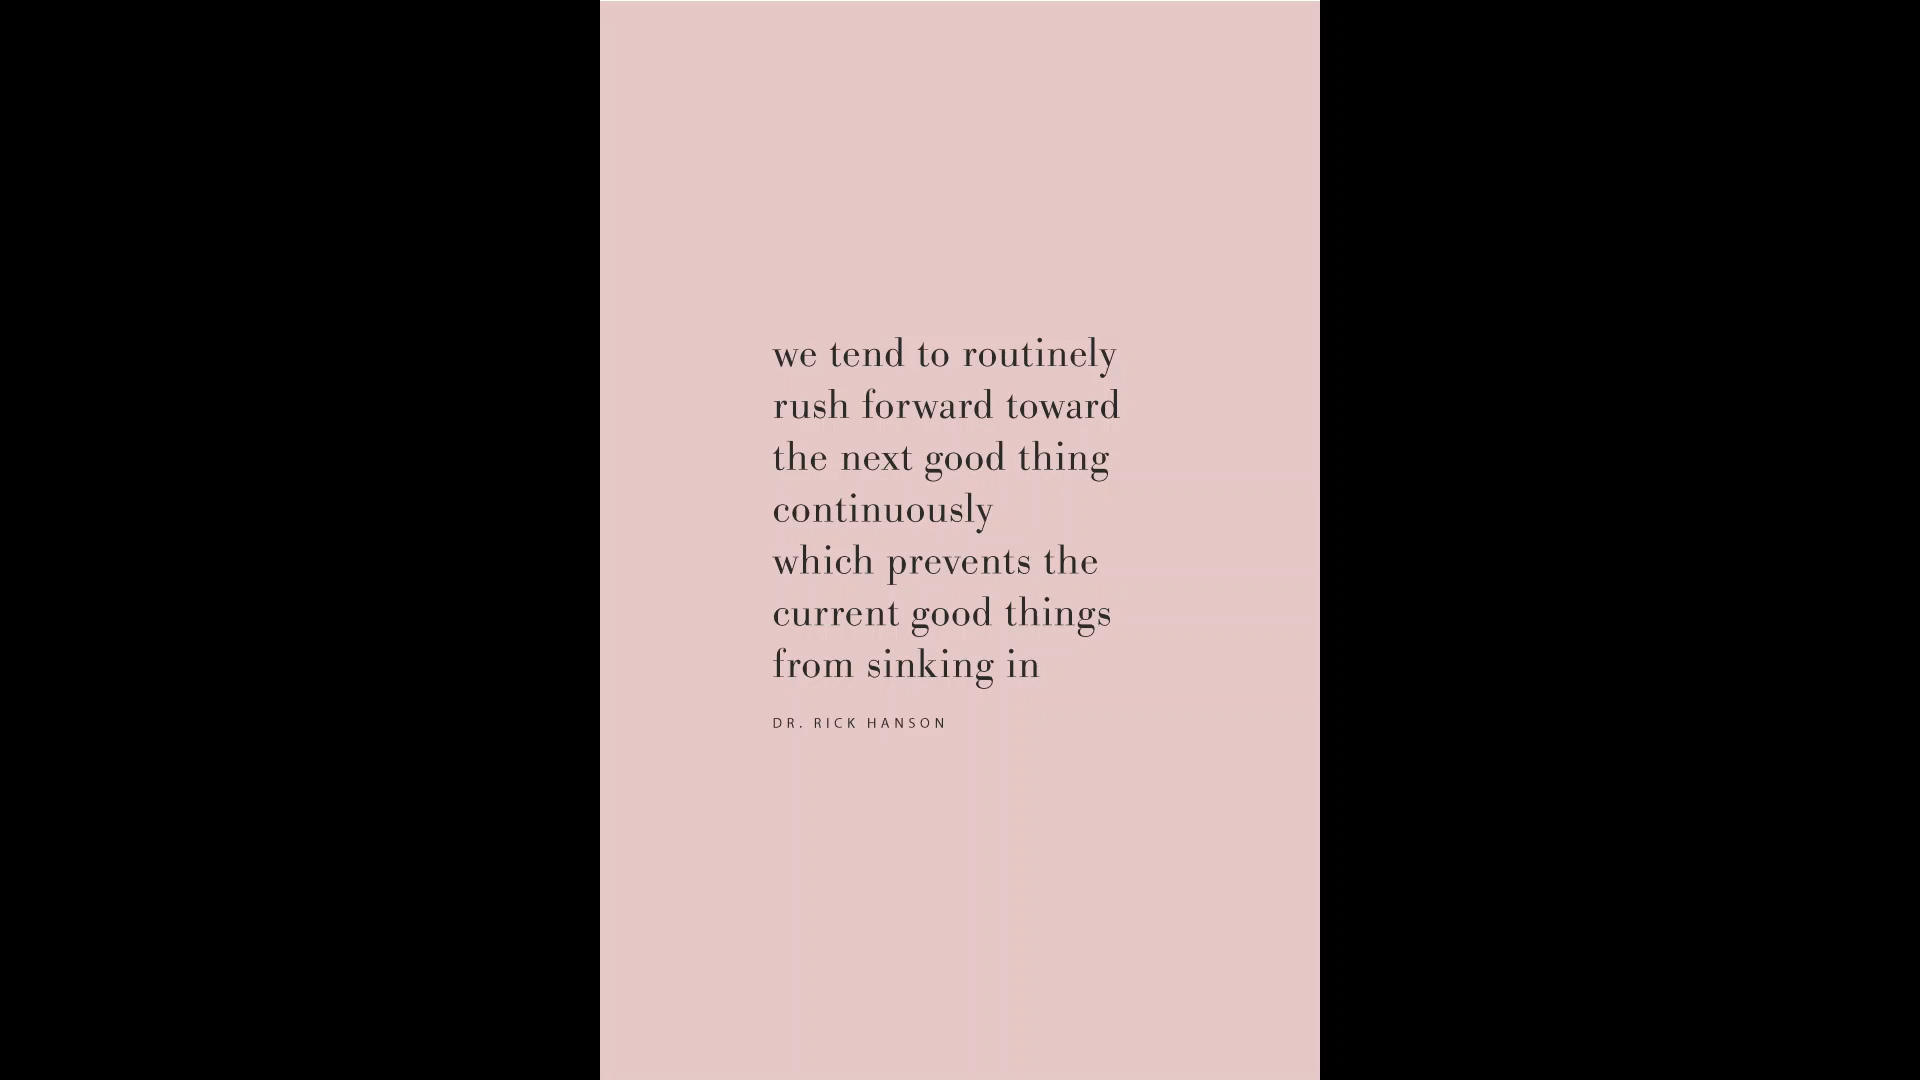 we tend to routinely
rush forward toward
the next good thing
continuously
which prevents the
current good things
from sinking in
DR. RICK HANSON